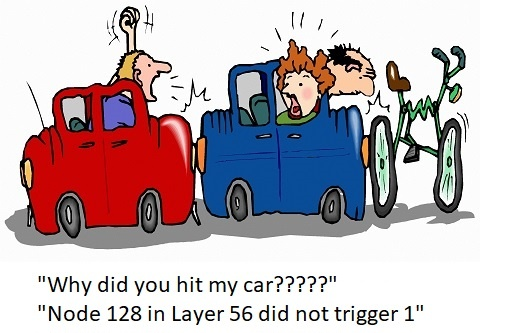 "Why did you hit my car?????"
"Node 128 in Layer 56 did not trigger 1"